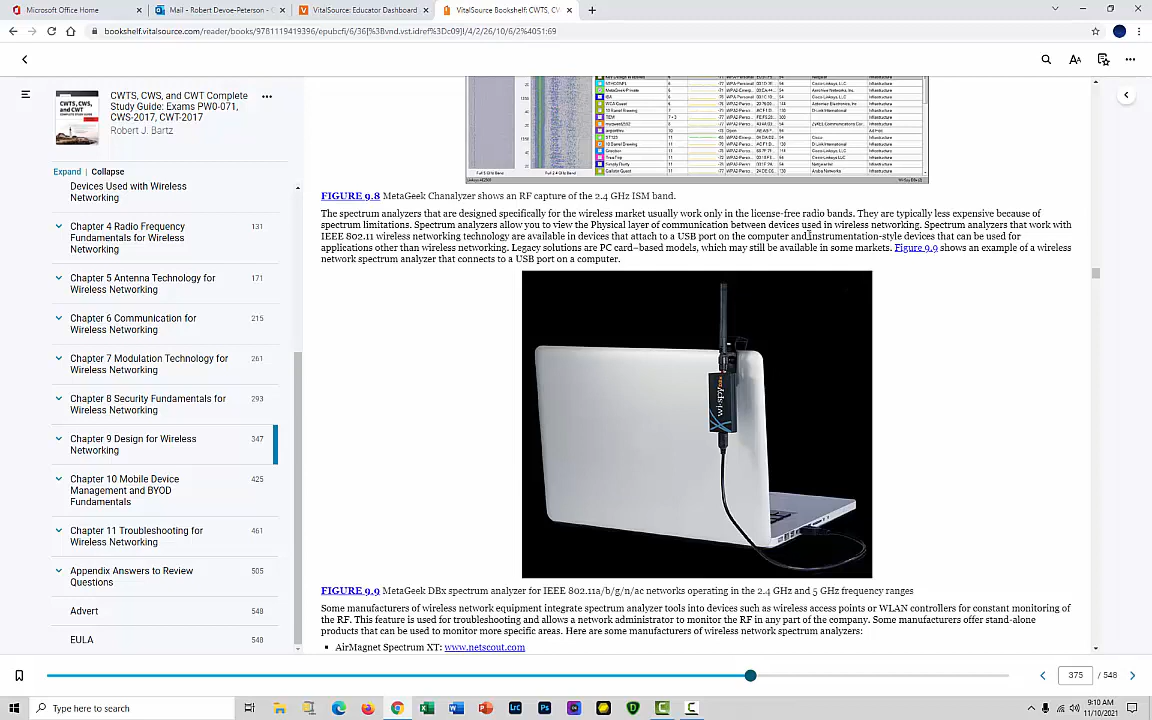 Microsoft Office Home
Mail - Robert Devoe-Peterson -
VitalSource: Educator Dashboard
VitalSource Bookshelf: CWTS, CV
bookshelf.vitalsource.com/reader/books/9781119419396/epubcfi/6/36[%3Bvnd.vst.idref%3Dc09]!/4/2/26/10/6/2%4051:69
CWTS, CWS, and CWT Complete
Study Guide: Exams PW0-071,
CWS-2017, CWT-2017
Robert J. Bartz
Expand | Collapse
Devices Used with Wireless
Networking
Chapter 4 Radio Frequency 131
Fundamentals for Wireless
Networking
Chapter 5 Antenna Technology 171
for Wireless Networking
Chapter 6 Communication for 215
Wireless Networking
Chapter 7 Modulation Technology 261
for Wireless Networking
Chapter 8 Security Fundamentals 293
for Wireless Networking
Chapter 9 Design for Wireless 347
Networking
Chapter 10 Mobile Device 425
Management and BYOD
Fundamentals
Chapter 11 Troubleshooting for 461
Wireless Networking
Appendix Answers to Review 505
Questions
Advert 548
EULA 548
FIGURE 9.8 MetaGeek Chanalyzer shows an RF capture of the 2.4 GHz ISM band.
The spectrum analyzers that are designed specifically for the wireless market usually work only in the license-free radio bands. They are typically less expensive because of
spectrum limitations. Spectrum analyzers allow you to view the Physical layer of communication between devices used in wireless networking. Spectrum analyzers that work with
IEEE 802.11 wireless networking technology are available in devices that attach to a USB port on the computer and instrumentation-style devices that can be used for
applications other than wireless networking. Legacy solutions are PC card–based models, which may still be available in some markets. Figure 9.9 shows an example of a wireless
network spectrum analyzer that connects to a USB port on a computer.
wi-spy
FIGURE 9.9 MetaGeek DBx spectrum analyzer for IEEE 802.11a/b/g/n/ac networks operating in the 2.4 GHz and 5 GHz frequency ranges
Some manufacturers of wireless network equipment integrate spectrum analyzer tools into devices such as wireless access points or WLAN controllers for constant monitoring of
the RF. This feature is used for troubleshooting and allows a network administrator to monitor the RF in any part of the company. Some manufacturers offer stand-alone
products that can be used to monitor more specific areas. Here are some manufacturers of wireless network spectrum analyzers:
▪ AirMagnet Spectrum XT: www.netscout.com
375 / 548
Type here to search
9:10 AM
11/10/2021